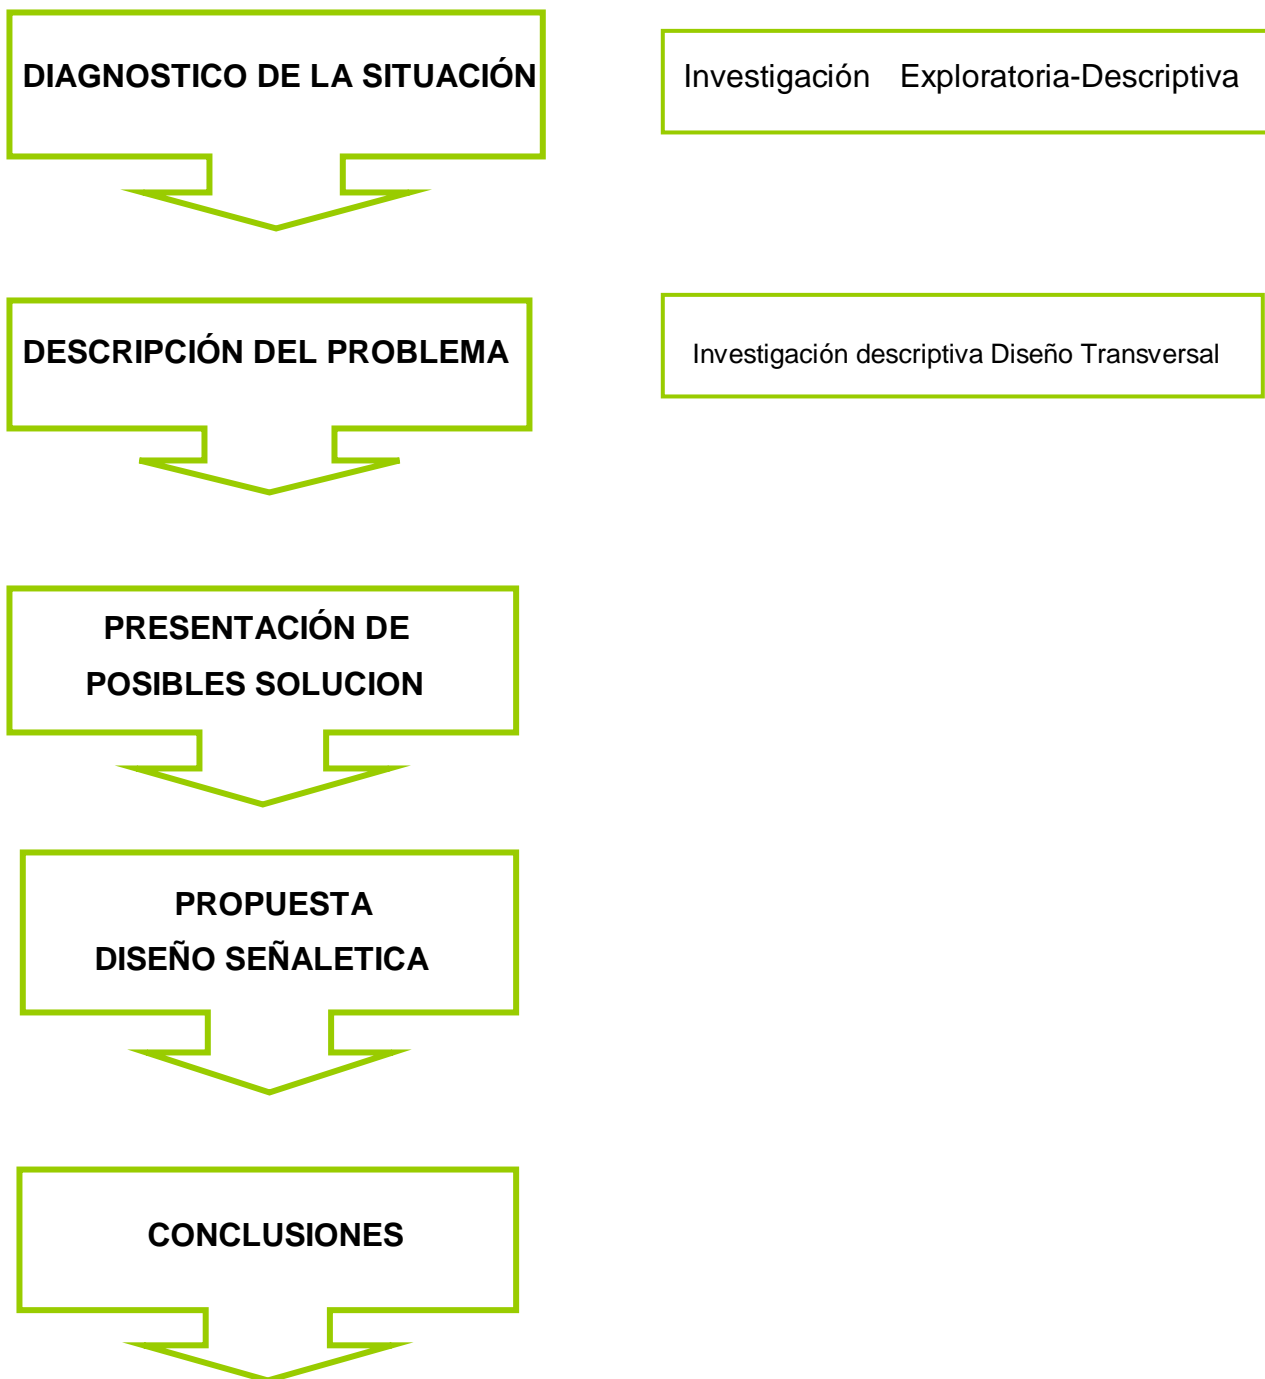 DIAGNOSTICO DE LA SITUACIÓN
Investigación Exploratoria-Descriptiva
DESCRIPCIÓN DEL PROBLEMA
Investigación descriptiva Diseño Transversal
PRESENTACIÓN DE
POSIBLES SOLUCION
PROPUESTA
DISEÑO SEÑALETICA
CONCLUSIONES